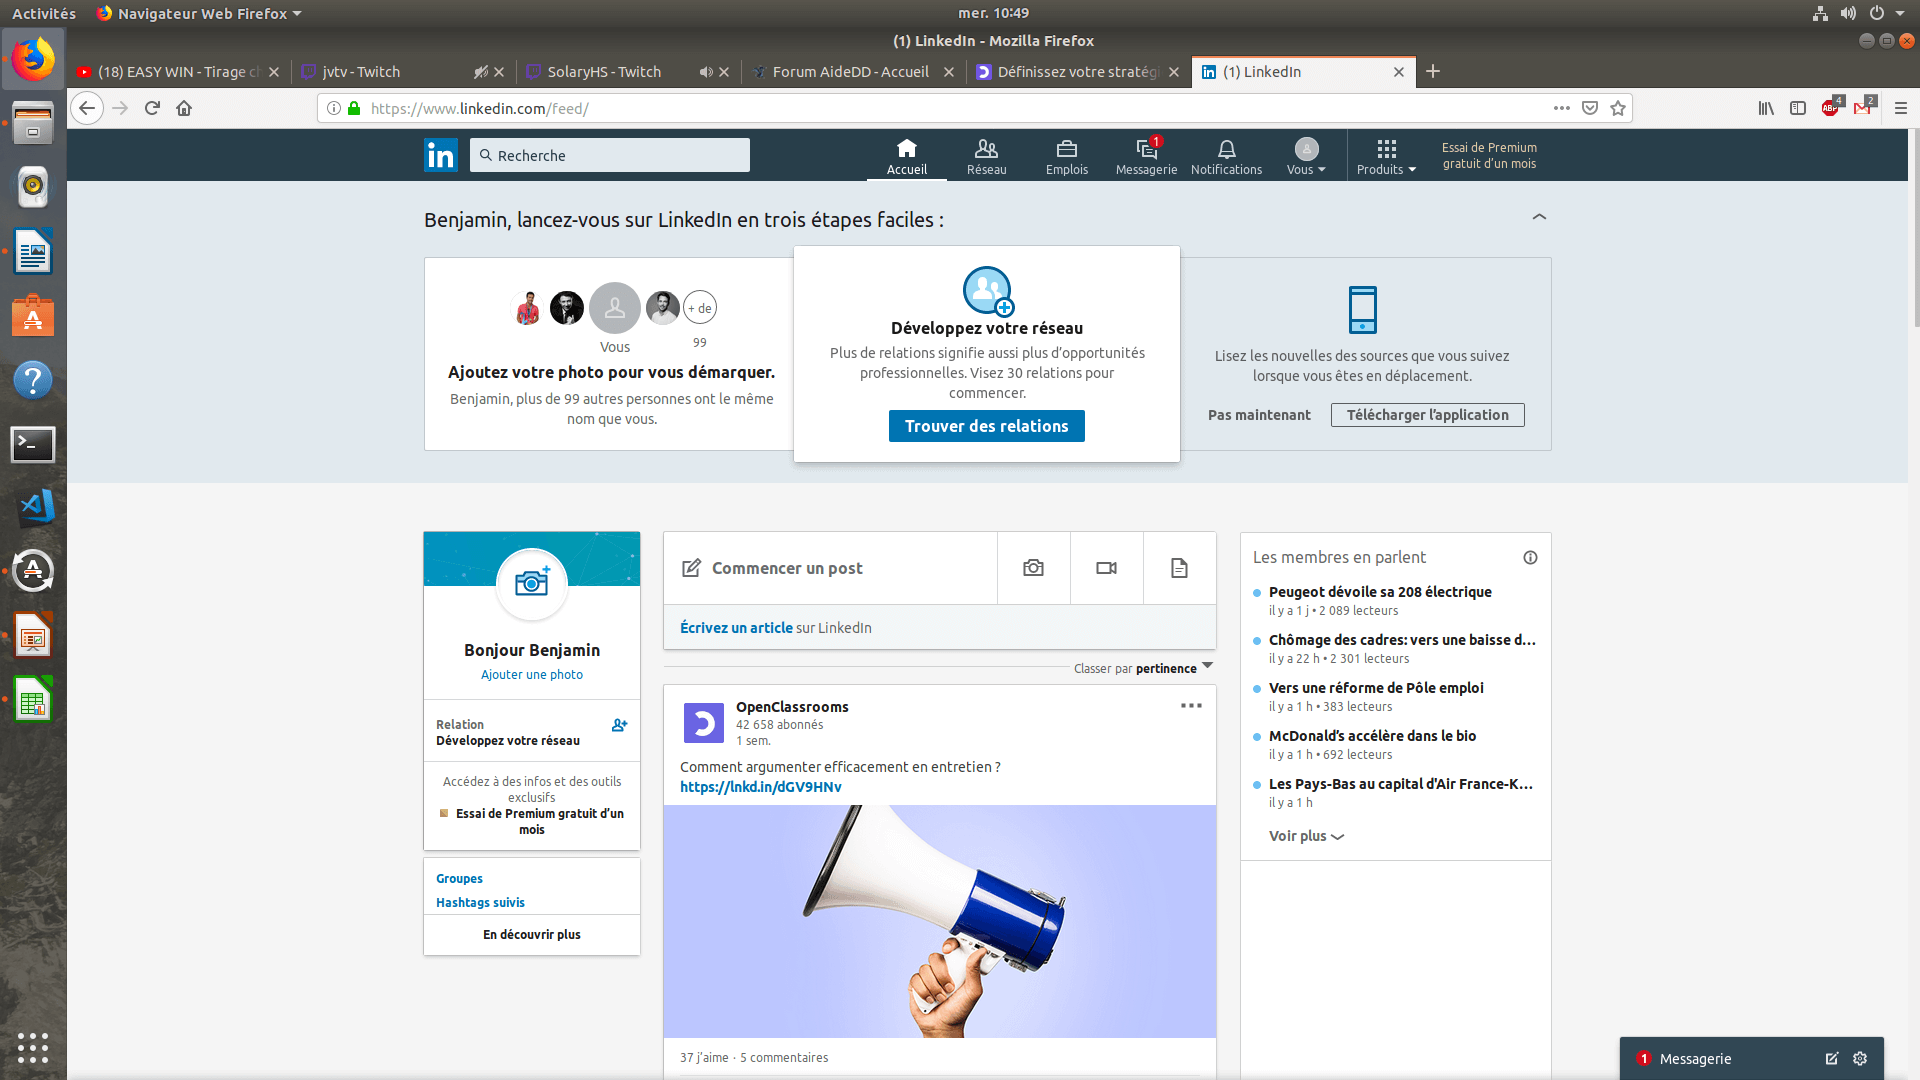 Activités
Navigateur Web Firefox
mer. 10:49
(1) LinkedIn - Mozilla Firefox
(18) EASY WIN - Tirage c
jvtv - Twitch
SolaryHS - Twitch
Forum AideDD - Accueil
Définissez votre stratég
(1) LinkedIn
https://www.linkedin.com/feed/
ABP
4
2
in
Recherche
Accueil
Réseau
Emplois
1
Messagerie
Notifications
Vous
Produits
Essai de Premium
gratuit d’un mois
Benjamin, lancez-vous sur LinkedIn en trois étapes faciles :
+ de
99
Vous
Ajoutez votre photo pour vous démarquer.
Benjamin, plus de 99 autres personnes ont le même
nom que vous.
Développez votre réseau
Plus de relations signifie aussi plus d’opportunités
professionnelles. Visez 30 relations pour
commencer.
Trouver des relations
Lisez les nouvelles des sources que vous suivez
lorsque vous êtes en déplacement.
Pas maintenant
Télécharger l’application
Bonjour Benjamin
Ajouter une photo
Relation
Développez votre réseau
Accédez à des infos et des outils
exclusifs
Essai de Premium gratuit d’un
mois
Groupes
Hashtags suivis
En découvrir plus
Commencer un post
Écrivez un article sur LinkedIn
Classer par pertinence
OpenClassrooms
42 658 abonnés
1 sem.
Comment argumenter efficacement en entretien ?
https://lnkd.in/dGV9HNv
37 j’aime · 5 commentaires
Les membres en parlent
Peugeot dévoile sa 208 électrique
il y a 1 j • 2 089 lecteurs
Chômage des cadres: vers une baisse d...
il y a 22 h • 2 301 lecteurs
Vers une réforme de Pôle emploi
il y a 1 h • 383 lecteurs
McDonald’s accélère dans le bio
il y a 1 h • 692 lecteurs
Les Pays-Bas au capital d'Air France-K...
il y a 1 h
Voir plus
1
Messagerie